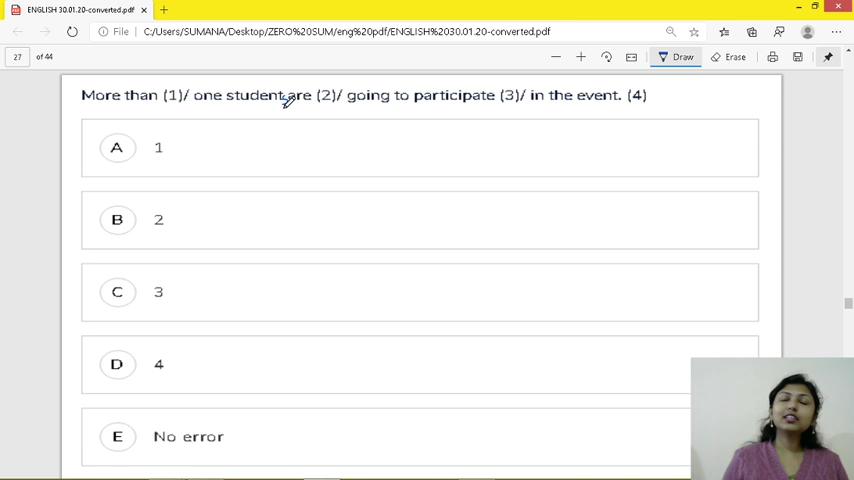 ENGLISH 30.01.20-converted.pdf
File C:/Users/SUMANA/Desktop/ZERO%20SUM/eng%20pdf/ENGLISH%2030.01.20-converted.pdf
27 of 44 Draw Erase
More than (1)/ one student are (2)/ going to participate (3)/ in the event. (4)
A 1
B 2
C 3
D 4
E No error